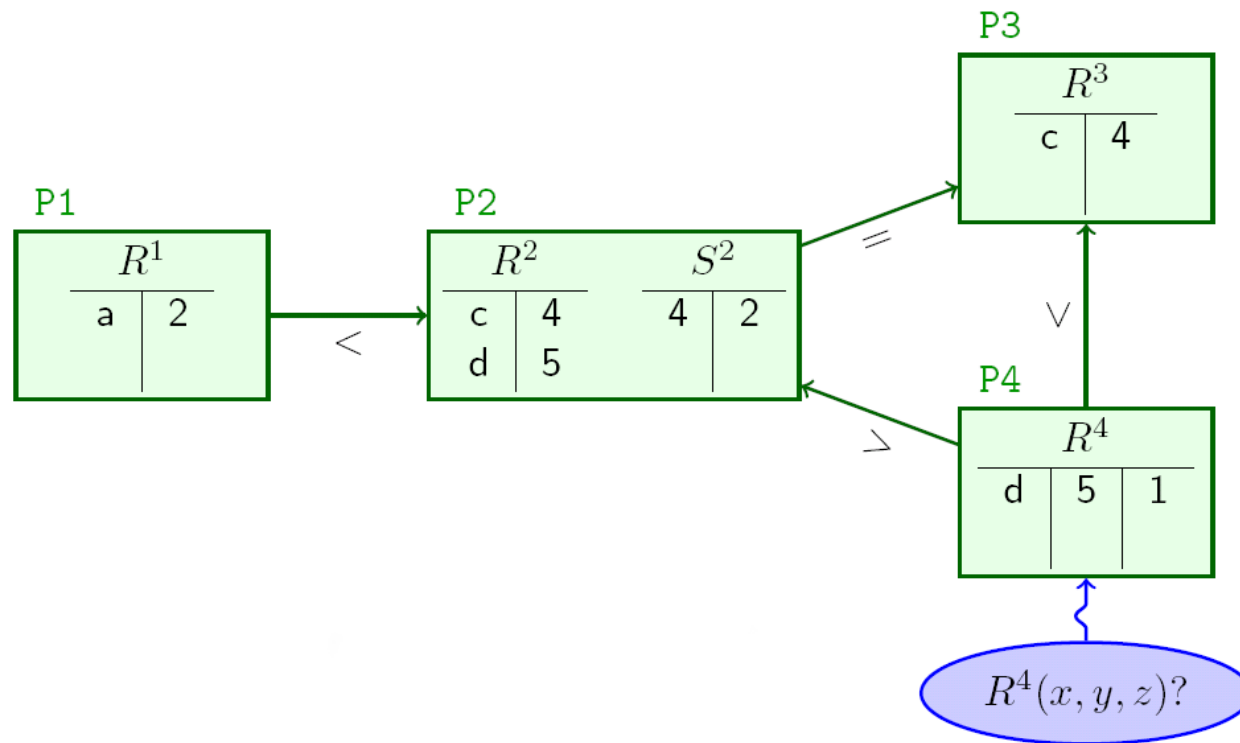 P1
R¹
a 2
<
P2
R² S²
c 4 4 2
d 5
=
>
P3
R³
c 4
∨
P4
R⁴
d 5 1
R⁴(x, y, z)?